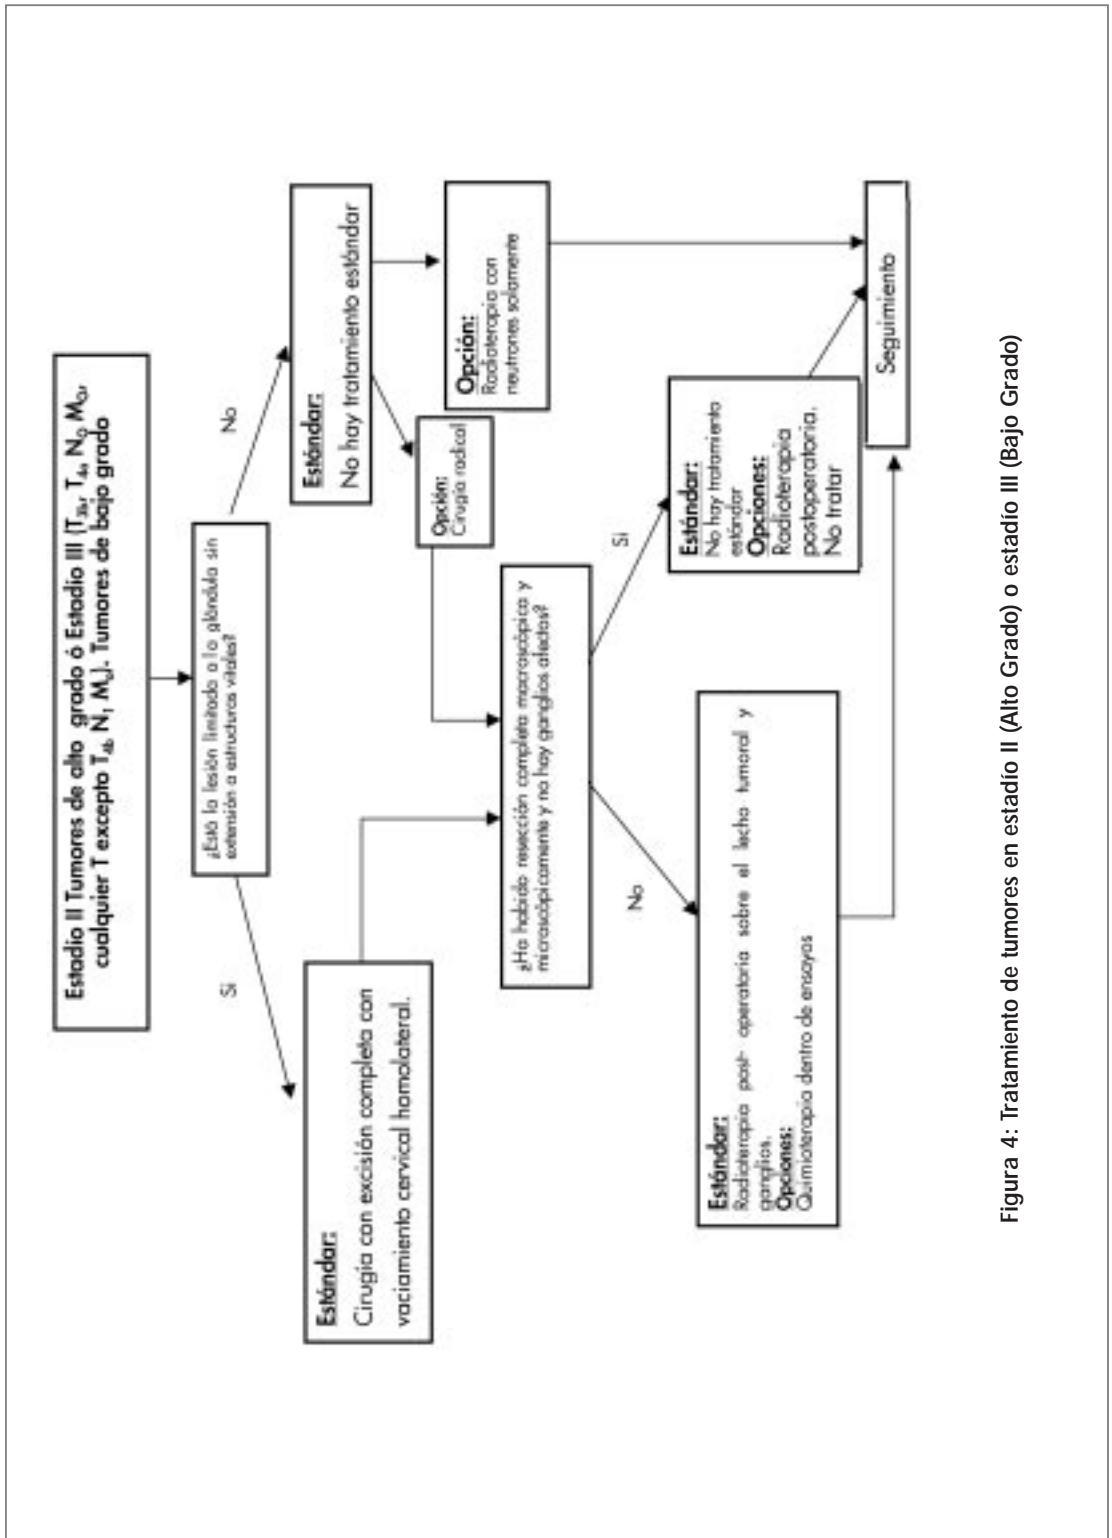 Estadio II Tumores de alto grado ó Estadio III (T3b, T4a N0 M0,
cualquier T excepto T4b N1 M0). Tumores de bajo grado
¿Está la lesión limitada a la glándula sin
extensión a estructuras vitales?
Si
No
Estándar:
Cirugia con excisión completa con
vaciamiento cervical homolateral.
Estándar:
No hay tratamiento estándar
Opción:
Cirugía radical
Opción:
Radioterapia con
neutrones solamente
¿Ha habido resección completa macroscópica y
microscópicamente y no hay ganglios afectos?
No
Si
Estándar:
Radioterapia post- operatoria sobre el lecho tumoral y
ganglios.
Opciones:
Quimioterapia dentro de ensayos
Estándar:
No hay tratamiento
estándar
Opciones:
Radioterapia
postoperatoria.
No tratar
Seguimiento
Figura 4: Tratamiento de tumores en estadío II (Alto Grado) o estadío III (Bajo Grado)